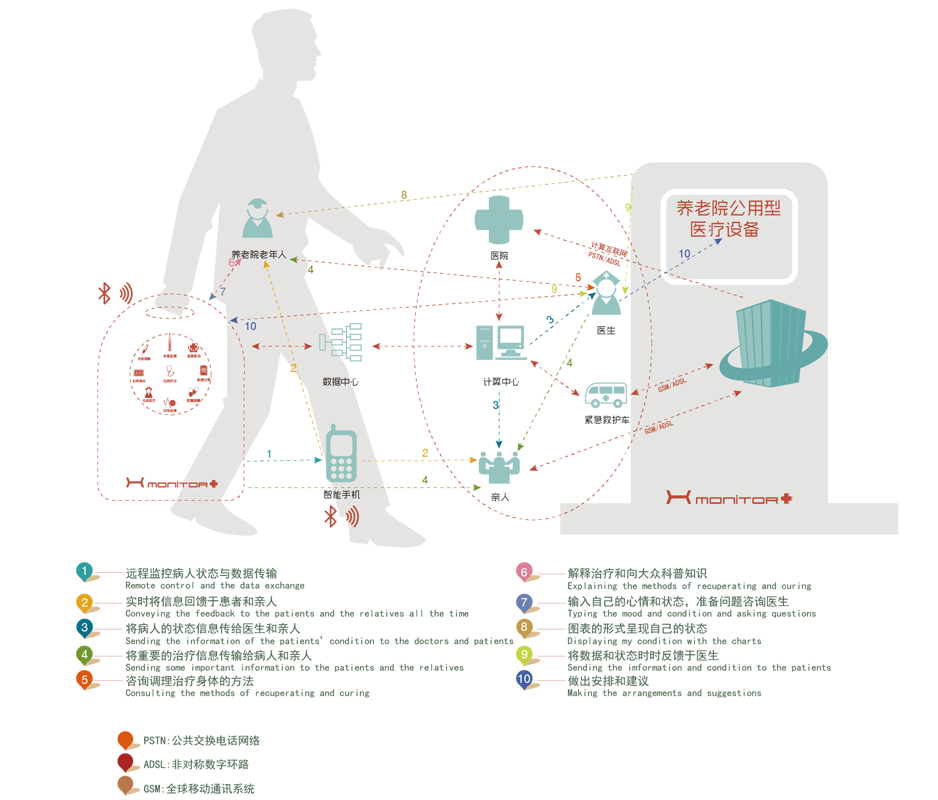 养老院公用型
医疗设备
8
9
养老院老年人
医院
计算互联网
PSTN/ADSL
10
6
4
5
7
9
10
3
医生
数据中心
计算中心
4
2
GSM/ADSL
3
紧急救护车
GSM/ADSL
1
2
4
智能手机
亲人
MONITOR
MONITOR
1 远程监控病人状态与数据传输
Remote control and the data exchange
2 实时将信息回馈于患者和亲人
Conveying the feedback to the patients and the relatives all the time
3 将病人的状态信息传给医生和亲人
Sending the information of the patients' condition to the doctors and patients
4 将重要的治疗信息传输给病人和亲人
Sending some important information to the patients and the relatives
5 咨询调理治疗身体的方法
Consulting the methods of recuperating and curing
6 解释治疗和向大众科普知识
Explaining the methods of recuperating and curing
7 输入自己的心情和状态，准备问题咨询医生
Typing the mood and condition and asking questions
8 图表的形式呈现自己的状态
Displaying my condition with the charts
9 将数据和状态时时反馈于医生
Sending the imformation and condition to the patients
10 做出安排和建议
Making the arrangements and suggestions
PSTN:公共交换电话网络
ADSL:非对称数字环路
GSM:全球移动通讯系统